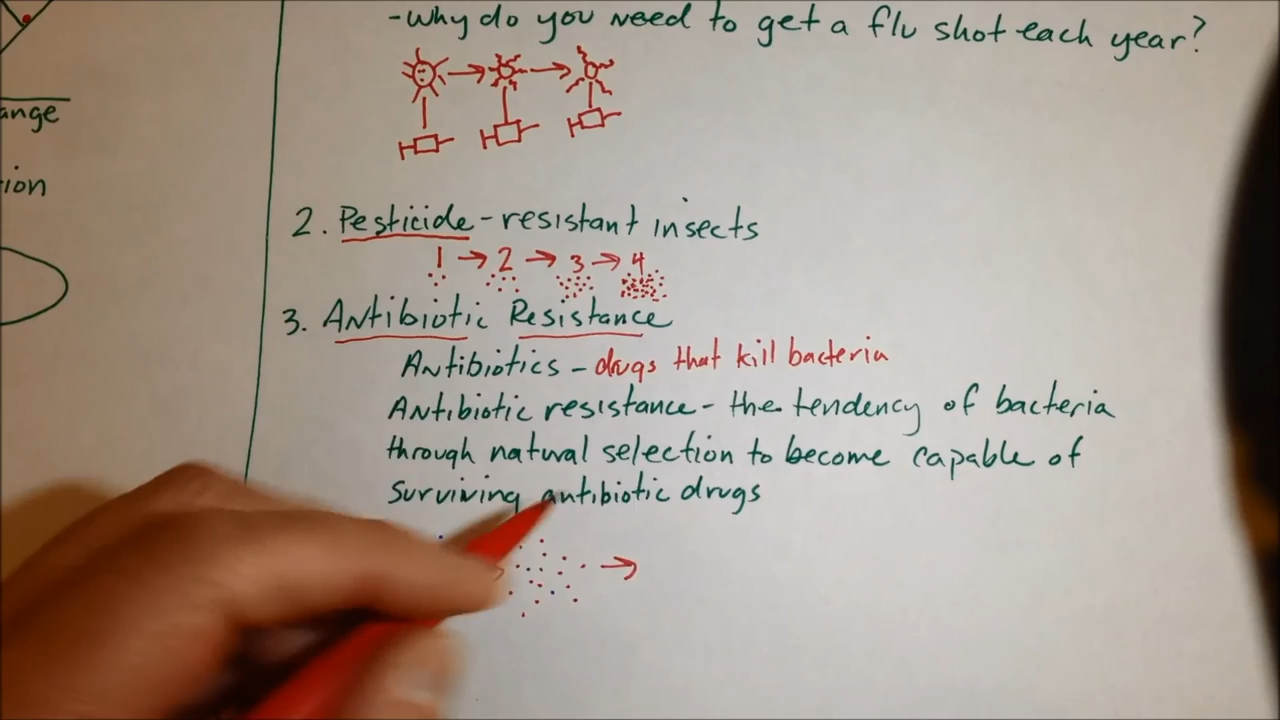 -Why do you need to get a flu shot each year?
ange
ion
2. Pesticide-resistant insects
1 → 2 → 3 → 4
3. Antibiotic Resistance
Antibiotics - drugs that kill bacteria
Antibiotic resistance - the tendency of bacteria
through natural selection to become capable of
surviving antibiotic drugs